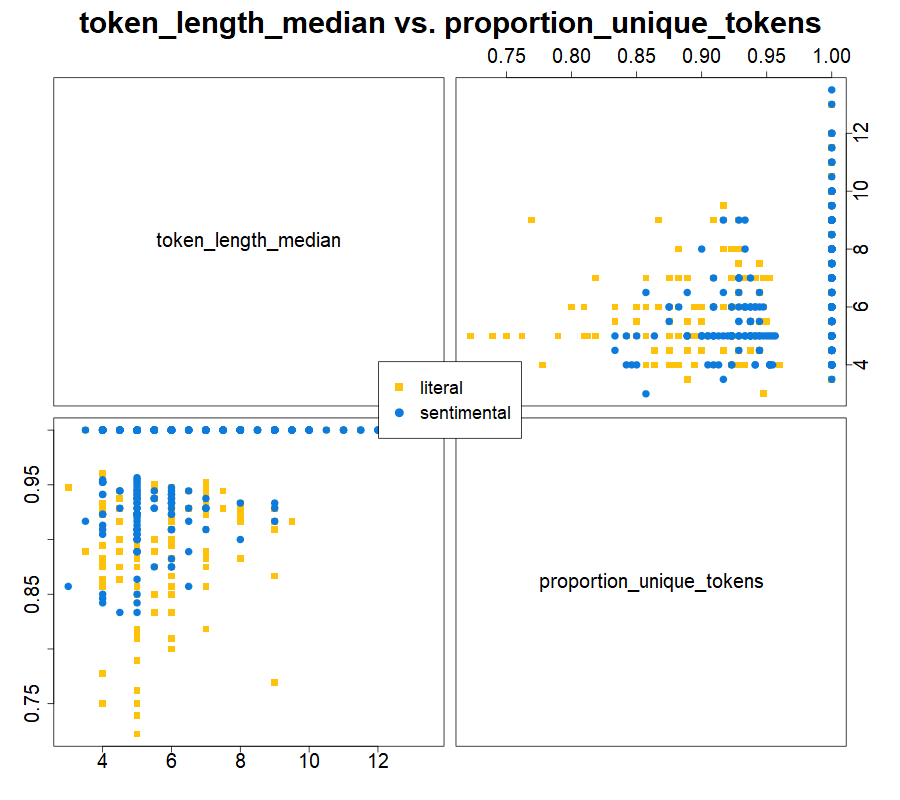 token_length_median vs. proportion_unique_tokens
0.75 0.80 0.85 0.90 0.95 1.00
token_length_median
12
10
8
6
4
literal
sentimental
0.95
0.85
0.75
proportion_unique_tokens
4 6 8 10 12